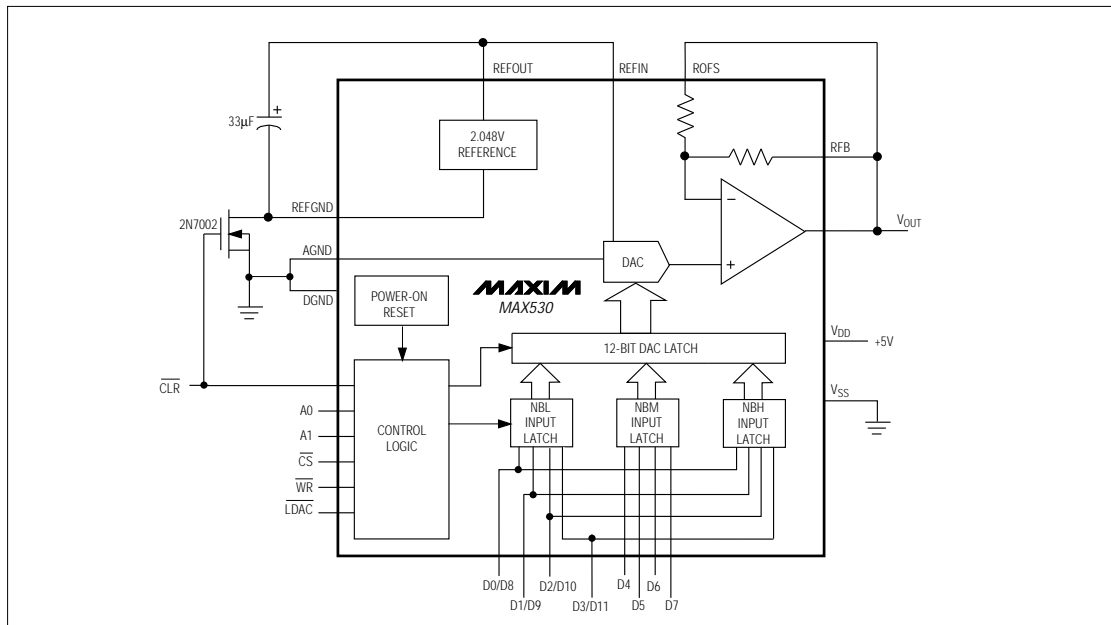 REFOUT
REFIN
ROFS
+
33μF
2.048V
REFERENCE
RFB
2N7002
REFGND
−
VOUT
AGND
DAC
+
DGND
POWER-ON
RESET
MAXIM
MAX530
VDD
+5V
12-BIT DAC LATCH
CLR
VSS
A0
A1
CS
WR
LDAC
CONTROL
LOGIC
NBL
INPUT
LATCH
NBM
INPUT
LATCH
NBH
INPUT
LATCH
D0/D8
D1/D9
D2/D10
D3/D11
D4
D5
D6
D7